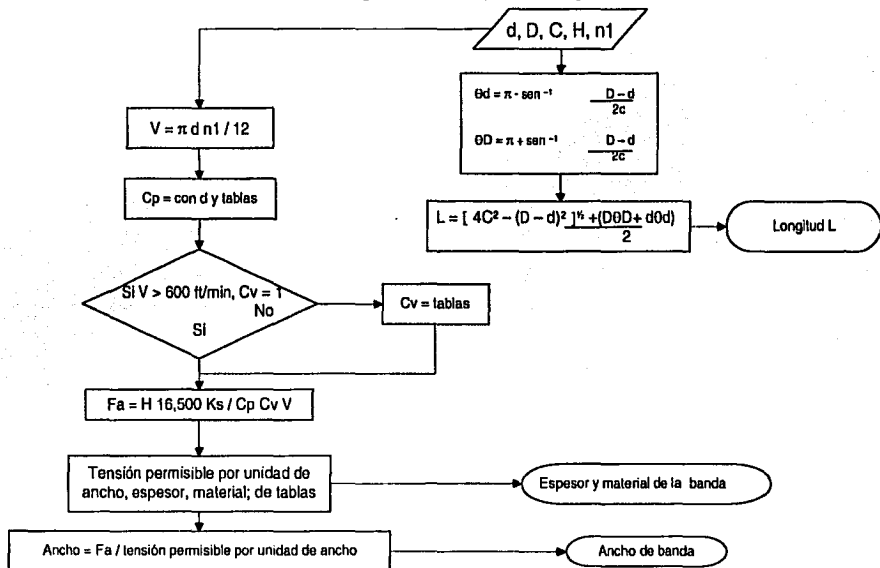 d, D, C, H, n1
V = π d n1 / 12
Cp = con d y tablas
Si V > 600 ft/min, Cv = 1
No
Sí
Cv = tablas
Fa = H 16,500 Ks / Cp Cv V
Tensión permisible por unidad de
ancho, espesor, material; de tablas
Espesor y material de la banda
Ancho = Fa / tensión permisible por unidad de ancho
Ancho de banda
θd = π - sen⁻¹ D – d
2c
θD = π + sen⁻¹ D – d
2c
L = [ 4C² – (D – d)² ]^½ +(DθD+ dθd)
2
Longitud L